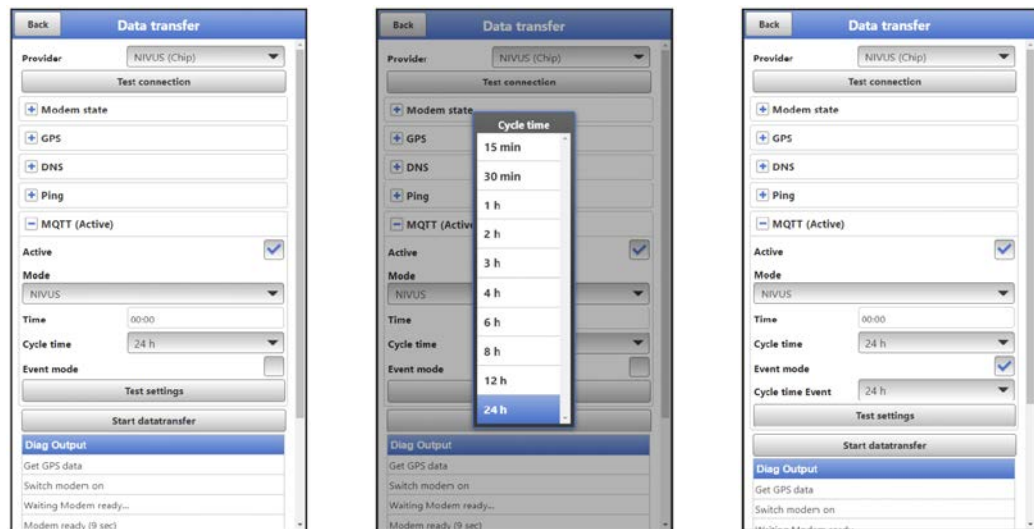 Back Data transfer
Provider NIVUS (Chip)
Test connection
Modem state
GPS
DNS
Ping
MQTT (Active)
Active
Mode
NIVUS
Time 00:00
Cycle time 24 h
Event mode
Test settings
Start datatransfer
Diag Output
Get GPS data
Switch modem on
Waiting Modem ready...
Modem ready (9 sec)
Back Data transfer
Provider NIVUS (Chip)
Test connection
Modem state
GPS
DNS
Ping
MQTT (Active
Active
Mode
NIVUS
Time
Cycle time
Event mode
Cycle time
15 min
30 min
1 h
2 h
3 h
4 h
6 h
8 h
12 h
24 h
Diag Output
Get GPS data
Switch modem on
Waiting Modem ready...
Modem ready (9 sec)
Back Data transfer
Provider NIVUS (Chip)
Test connection
Modem state
GPS
DNS
Ping
MQTT (Active)
Active
Mode
NIVUS
Time 00:00
Cycle time 24 h
Event mode
Cycle time Event 24 h
Test settings
Start datatransfer
Diag Output
Get GPS data
Switch modem on